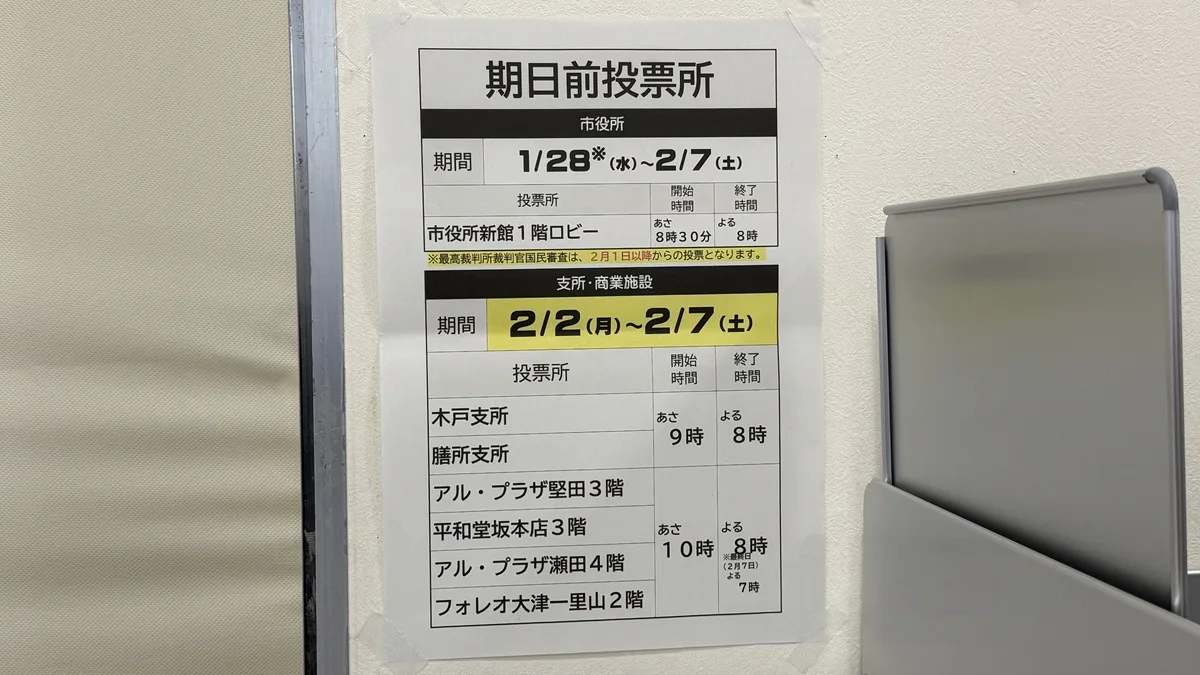 期日前投票所
市役所
期間 1/28※(水)~2/7(土)
投票所 開始時間 終了時間
市役所新館1階ロビー あさ8時30分 よる8時
※最高裁判所裁判官国民審査は、2月1日以降からの投票となります。
支所・商業施設
期間 2/2(月)~2/7(土)
投票所 開始時間 終了時間
木戸支所
膳所支所
あさ9時 よる8時
アル・プラザ堅田3階
平和堂坂本店3階
アル・プラザ瀬田4階
フォレオ大津一里山2階
あさ10時 よる8時
※最終日
(2月7日)
よる
7時